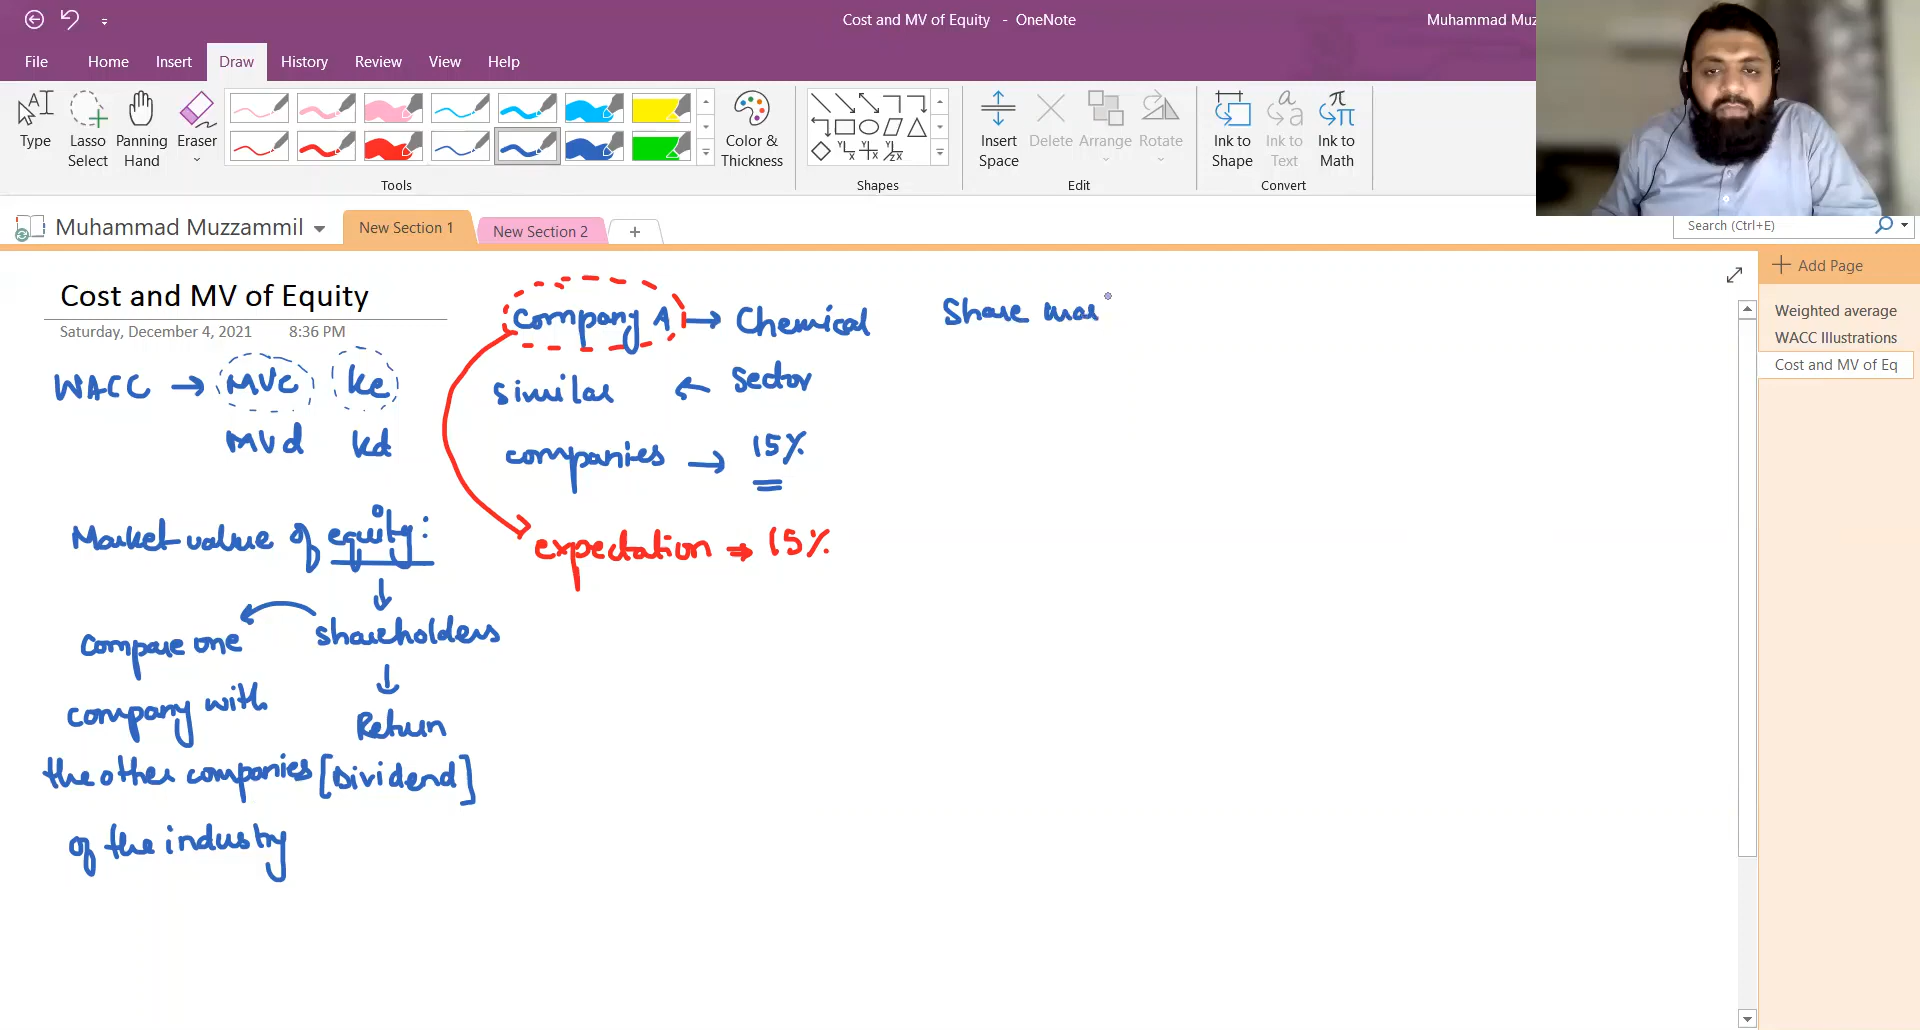 Cost and MV of Equity - OneNote
Muhammad Muz
File Home Insert Draw History Review View Help
Type
Lasso Select
Panning Hand
Eraser
Color & Thickness
Insert Space
Delete
Arrange
Rotate
Ink to Shape
Ink to Text
Ink to Math
Tools
Shapes
Edit
Convert
Muhammad Muzzammil
New Section 1
New Section 2
Search (Ctrl+E)
Add Page
Weighted average
WACC Illustrations
Cost and MV of Eq
Cost and MV of Equity
Saturday, December 4, 2021 8:36 PM
WACC → MVe ke
MVd kd
Market value of equity:
↓
shareholders
↓
Return
[Dividend]
Compare one
company with
the other companies
of the industry
Company A → Chemical
Sector
similar
companies → 15%
expectation → 15%
Share mar